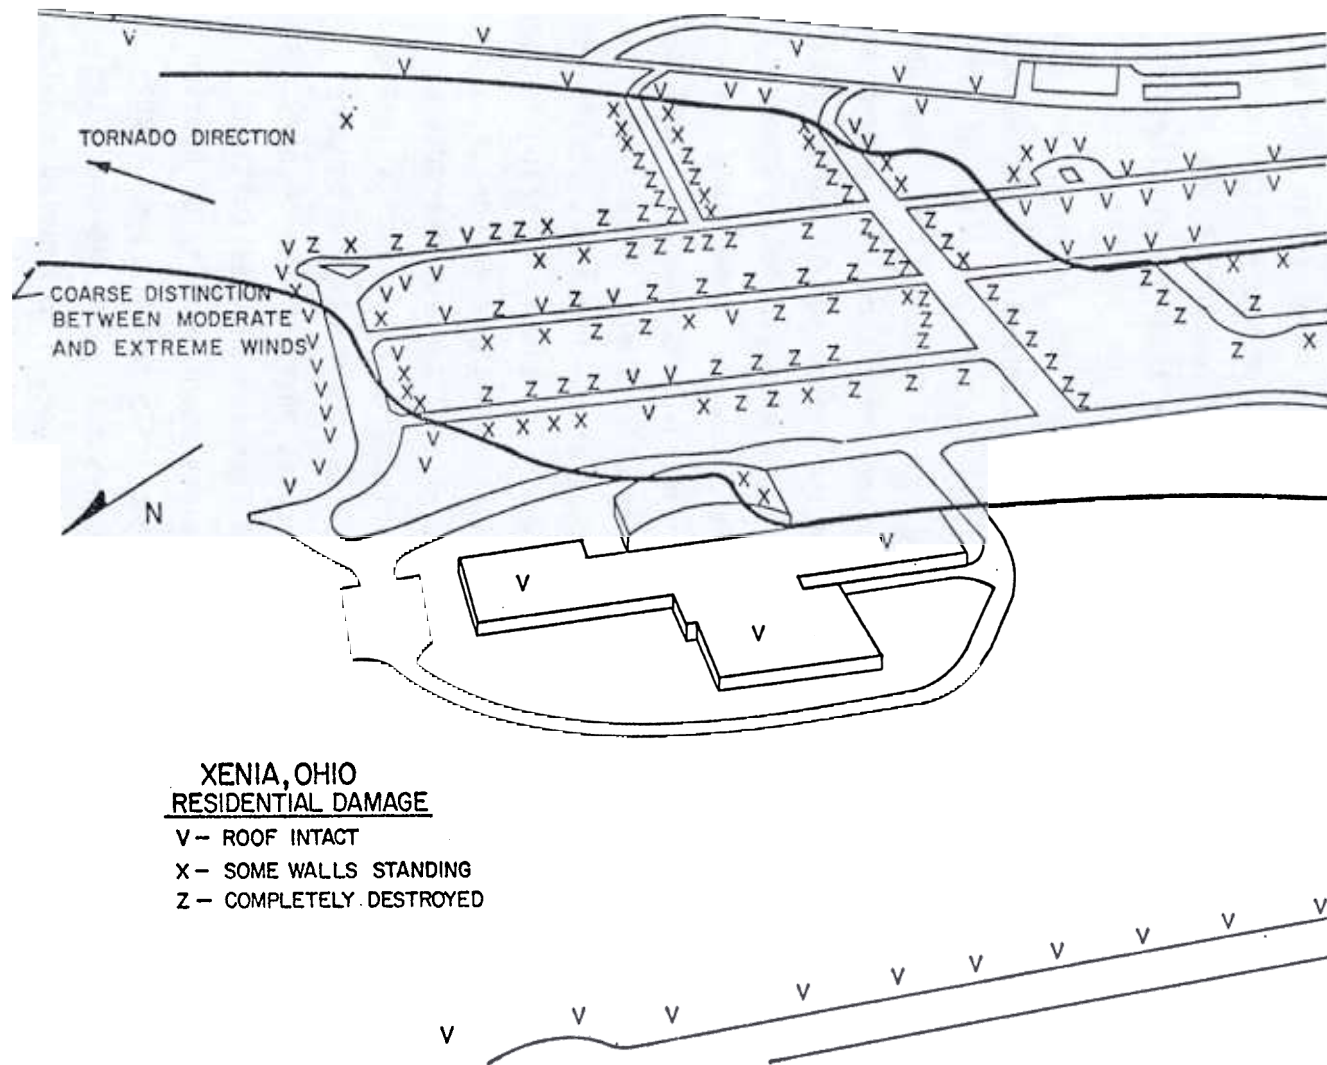 TORNADO DIRECTION
COARSE DISTINCTION
BETWEEN MODERATE
AND EXTREME WINDS
N
XENIA, OHIO
RESIDENTIAL DAMAGE
V – ROOF INTACT
X – SOME WALLS STANDING
Z – COMPLETELY DESTROYED